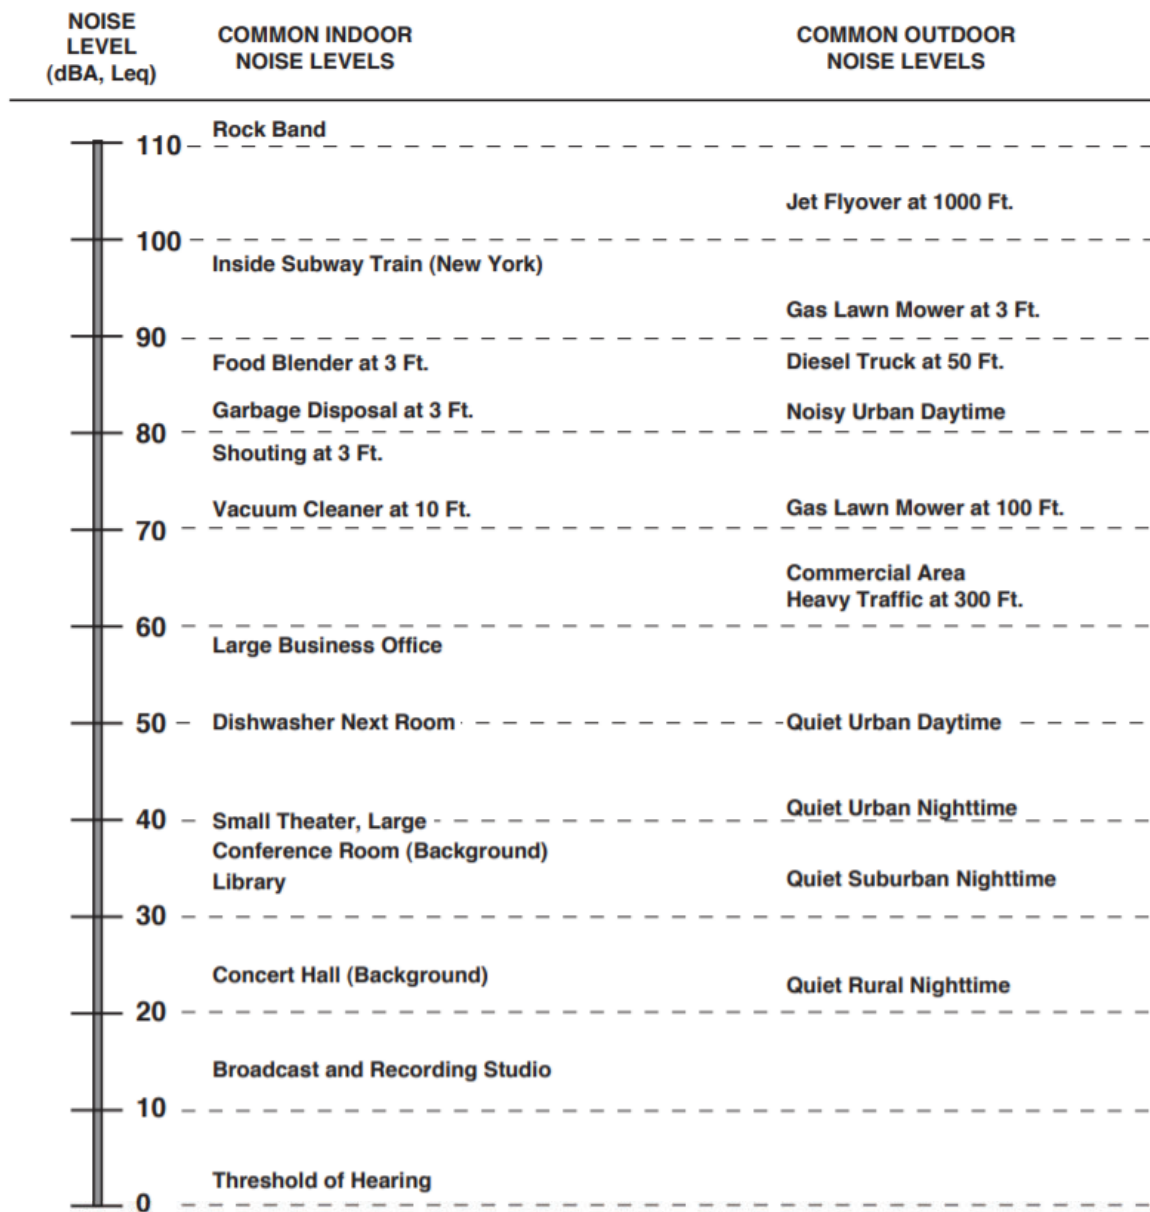 NOISE
LEVEL
(dBA, Leq)
COMMON INDOOR
NOISE LEVELS
COMMON OUTDOOR
NOISE LEVELS
Rock Band
110
Jet Flyover at 1000 Ft.
100
Inside Subway Train (New York)
Gas Lawn Mower at 3 Ft.
90
Food Blender at 3 Ft.
Diesel Truck at 50 Ft.
Garbage Disposal at 3 Ft.
Noisy Urban Daytime
80
Shouting at 3 Ft.
Vacuum Cleaner at 10 Ft.
Gas Lawn Mower at 100 Ft.
70
Commercial Area
Heavy Traffic at 300 Ft.
60
Large Business Office
50
Dishwasher Next Room
Quiet Urban Daytime
Quiet Urban Nighttime
40
Small Theater, Large
Conference Room (Background)
Library
Quiet Suburban Nighttime
30
Concert Hall (Background)
Quiet Rural Nighttime
20
Broadcast and Recording Studio
10
Threshold of Hearing
0